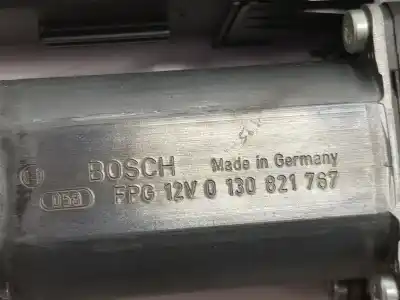 BOSCH Made in Germany
FPG 12V 0 130 821 767